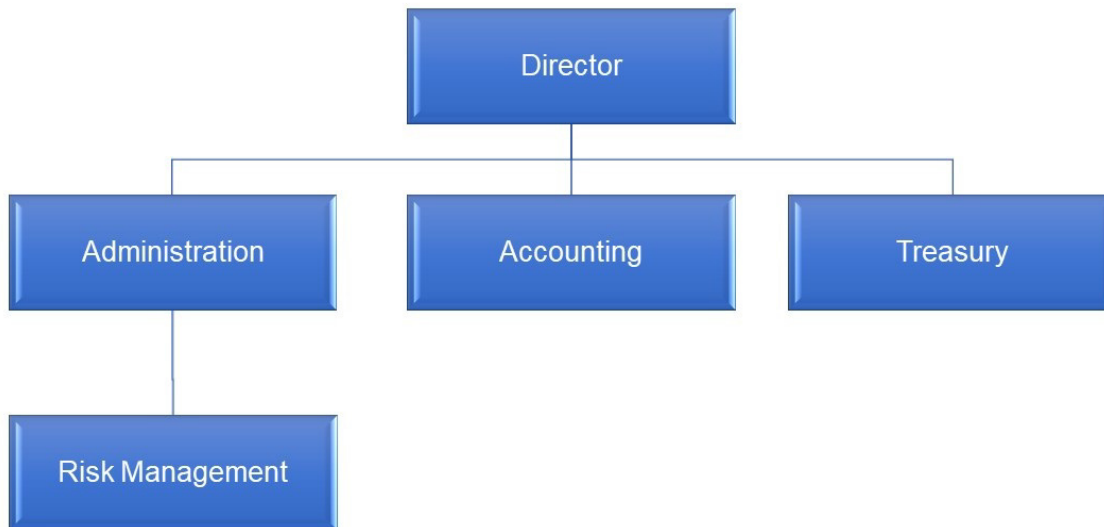 Director
Administration
Accounting
Treasury
Risk Management